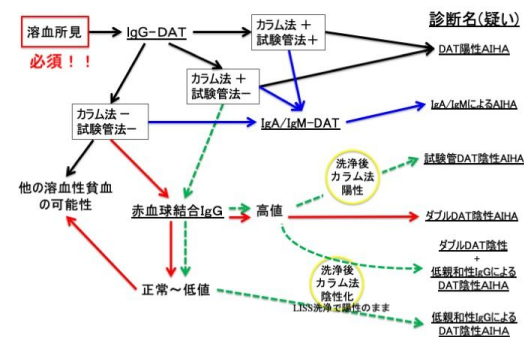 診断名(疑い)
溶血所見
必須！！
IgG-DAT
カラム法 ＋
試験管法＋
DAT陽性AIHA
カラム法 ＋
試験管法－
カラム法 －
試験管法－
IgA/IgM-DAT
IgA/IgMによるAIHA
他の溶血性貧血
の可能性
赤血球結合IgG
高値
洗浄後
カラム法
陽性
試験管DAT陰性AIHA
ダブルDAT陰性AIHA
ダブルDAT陰性
+
低親和性IgGによる
DAT陰性AIHA
正常～低値
洗浄後
カラム法
陰性化
LISS洗浄で陽性のまま
低親和性IgGによる
DAT陰性AIHA